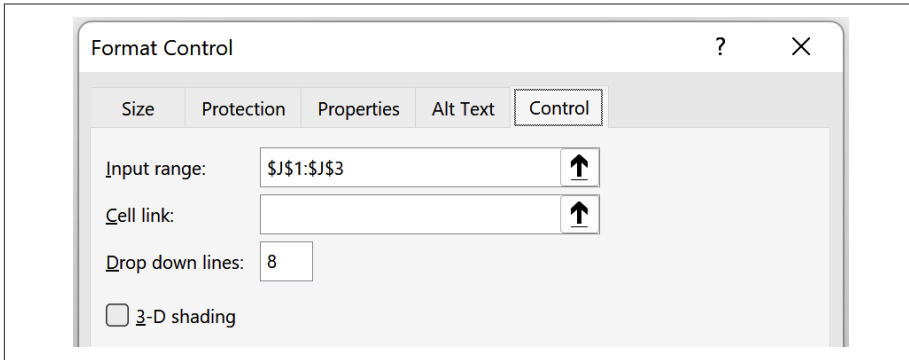 Format Control ? ×
Size Protection Properties Alt Text Control
Input range: $J$1:$J$3
Cell link:
Drop down lines: 8
3-D shading